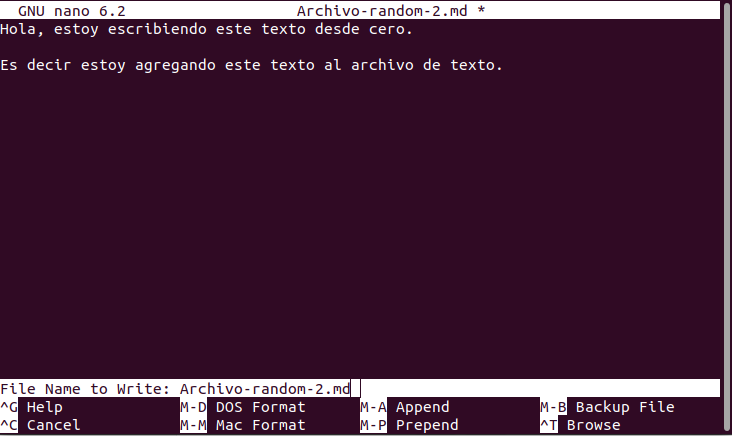 GNU nano 6.2 Archivo-random-2.md *
Hola, estoy escribiendo este texto desde cero.
Es decir estoy agregando este texto al archivo de texto.
File Name to Write: Archivo-random-2.md
^G Help M-D DOS Format M-A Append M-B Backup File
^C Cancel M-M Mac Format M-P Prepend ^T Browse